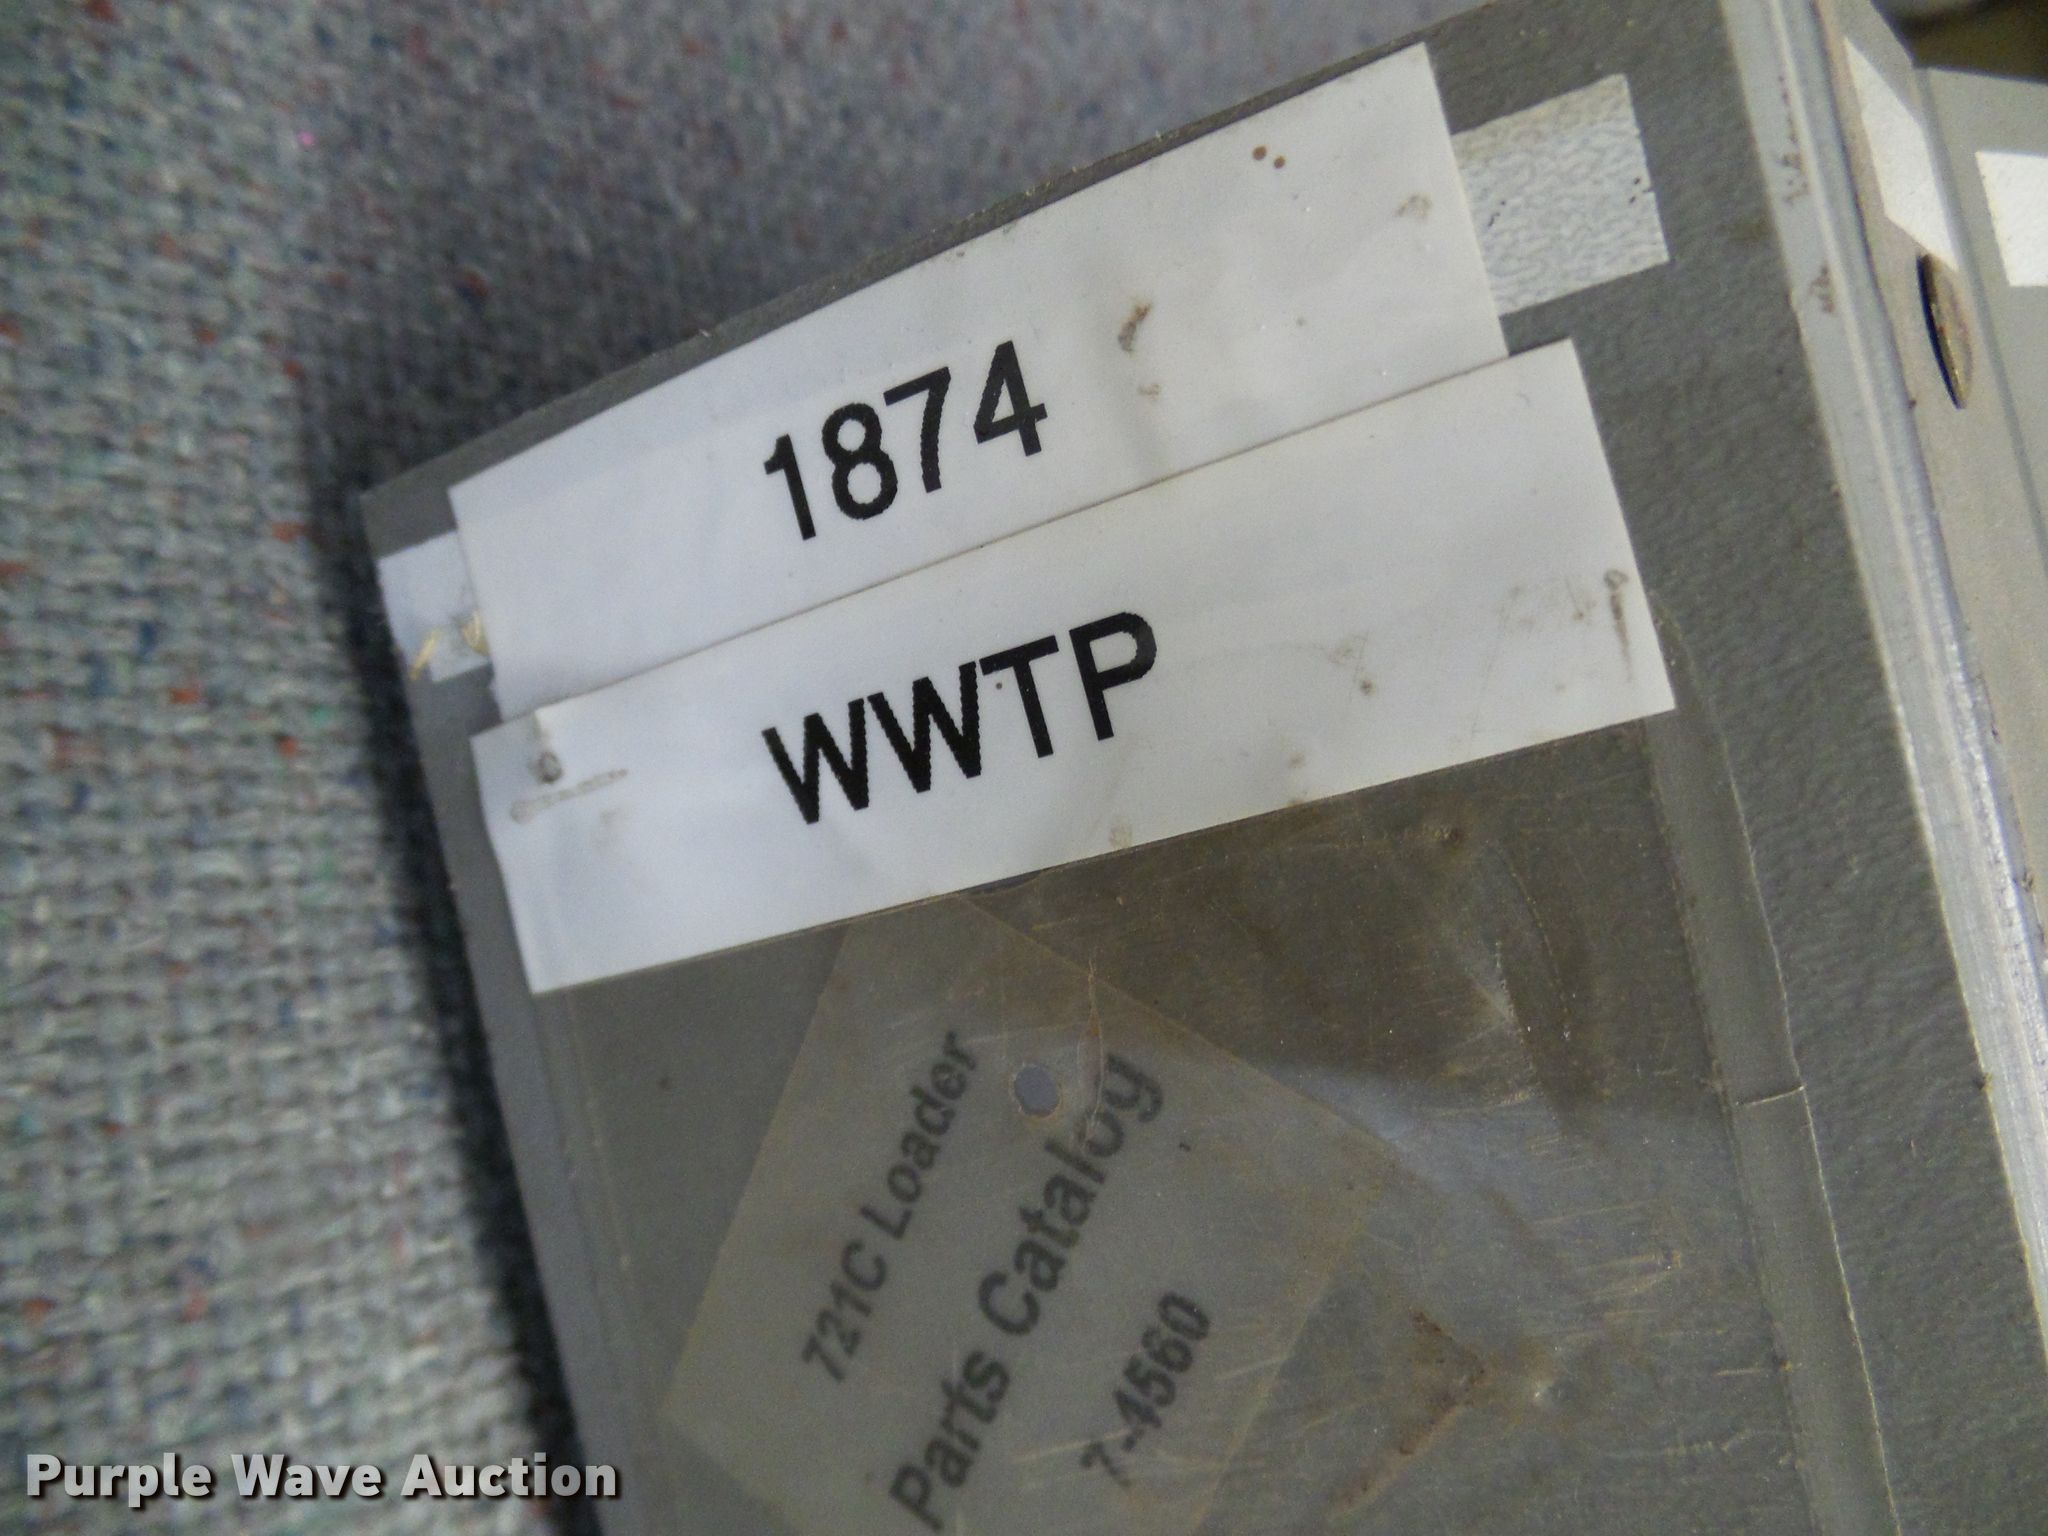 1874
WWTP
721C Loader
Parts Catalog
7-4560
Purple Wave Auction